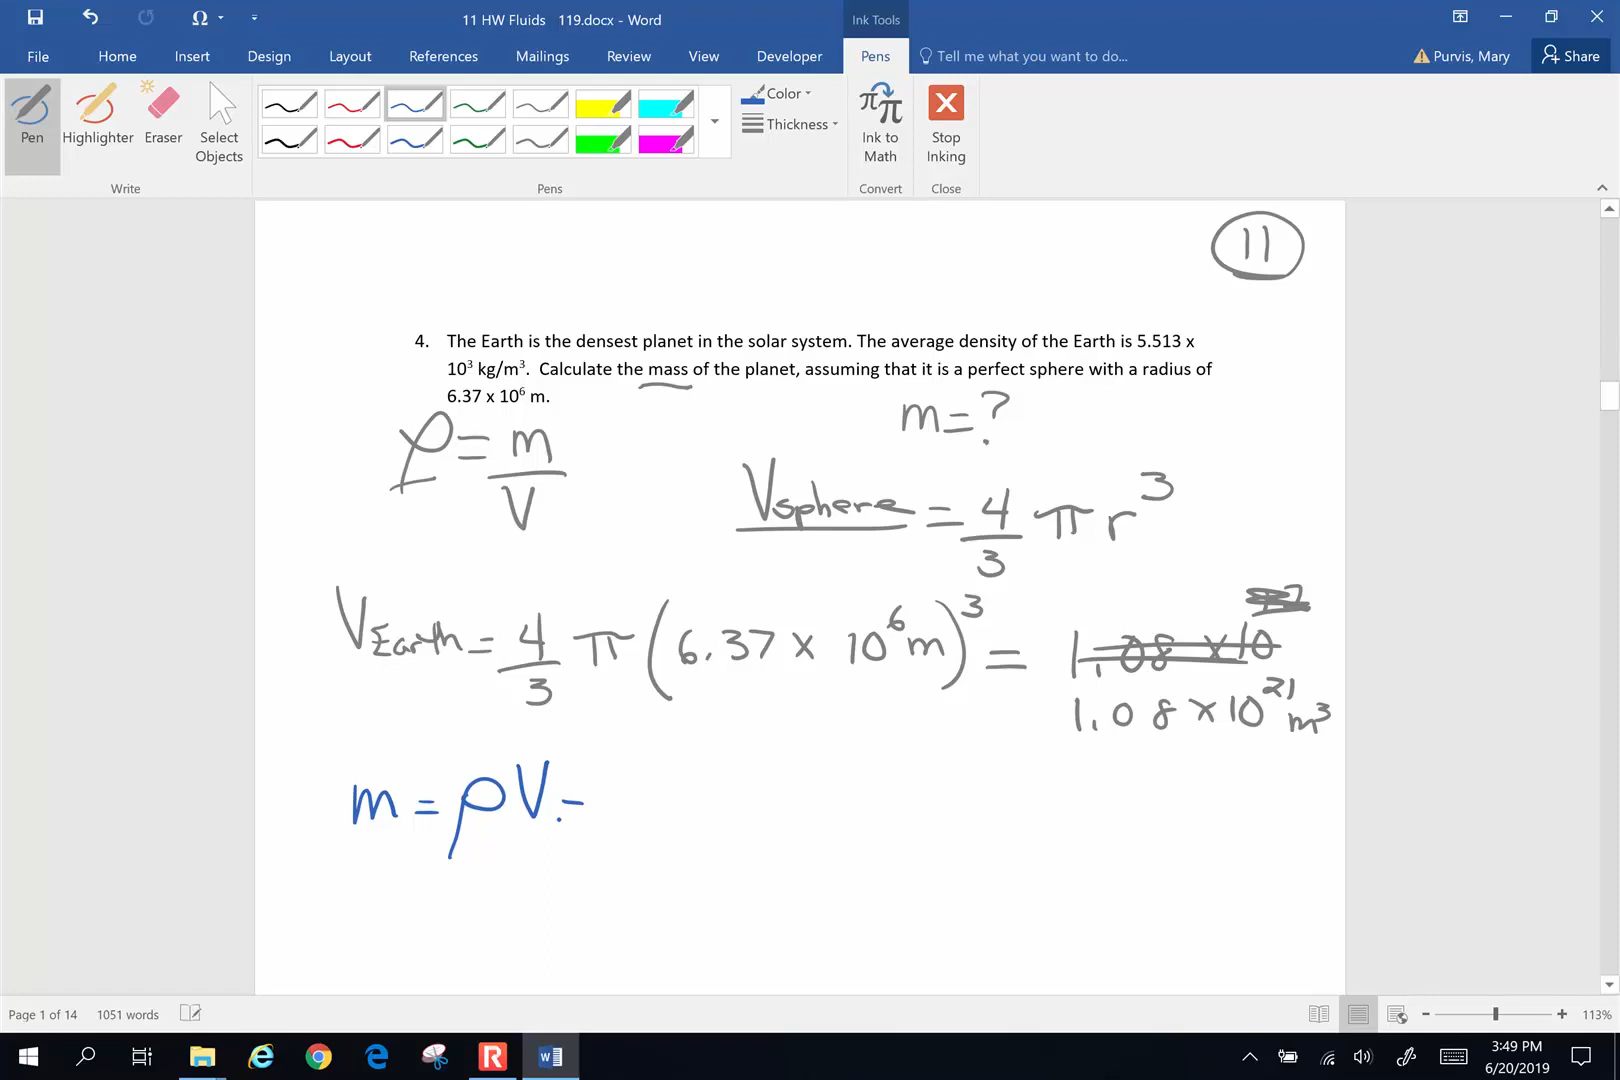 11 HW Fluids 119.docx - Word
Ink Tools
File Home Insert Design Layout References Mailings Review View Developer Pens Tell me what you want to do... Purvis, Mary Share
Pen Highlighter Eraser Select Objects
Color
Thickness
Ink to Math
Stop Inking
Write Pens Convert Close
11
4. The Earth is the densest planet in the solar system. The average density of the Earth is 5.513 x
10³ kg/m³. Calculate the mass of the planet, assuming that it is a perfect sphere with a radius of
6.37 x 10⁶ m.
m = ?
ρ = m/V
Vsphere = 4/3 π r³
VEarth = 4/3 π (6.37 x 10⁶ m)³ = 1.08 x 10
1.08 x 10²¹ m³
m = ρ V =
Page 1 of 14 1051 words 113%
3:49 PM
6/20/2019